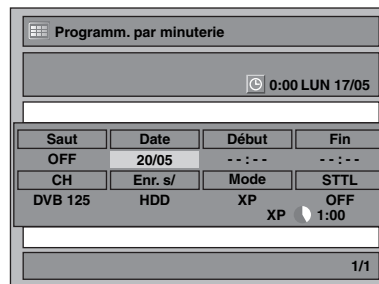 Programm. par minuterie
0:00 LUN 17/05
Saut Date Début Fin
OFF 20/05 --:-- --:--
CH Enr. s/ Mode STTL
DVB 125 HDD XP OFF
XP 1:00
1/1